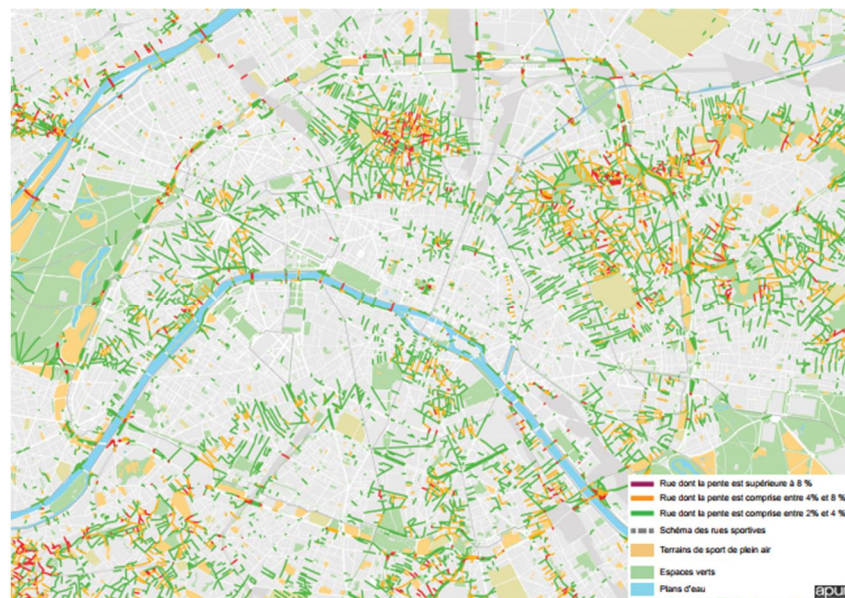 Rue dont la pente est supérieure à 8 %
Rue dont la pente est comprise entre 4% et 8 %
Rue dont la pente est comprise entre 2% et 4 %
Schéma des rues sportives
Terrains de sport de plein air
Espaces verts
Plans d'eau
apur